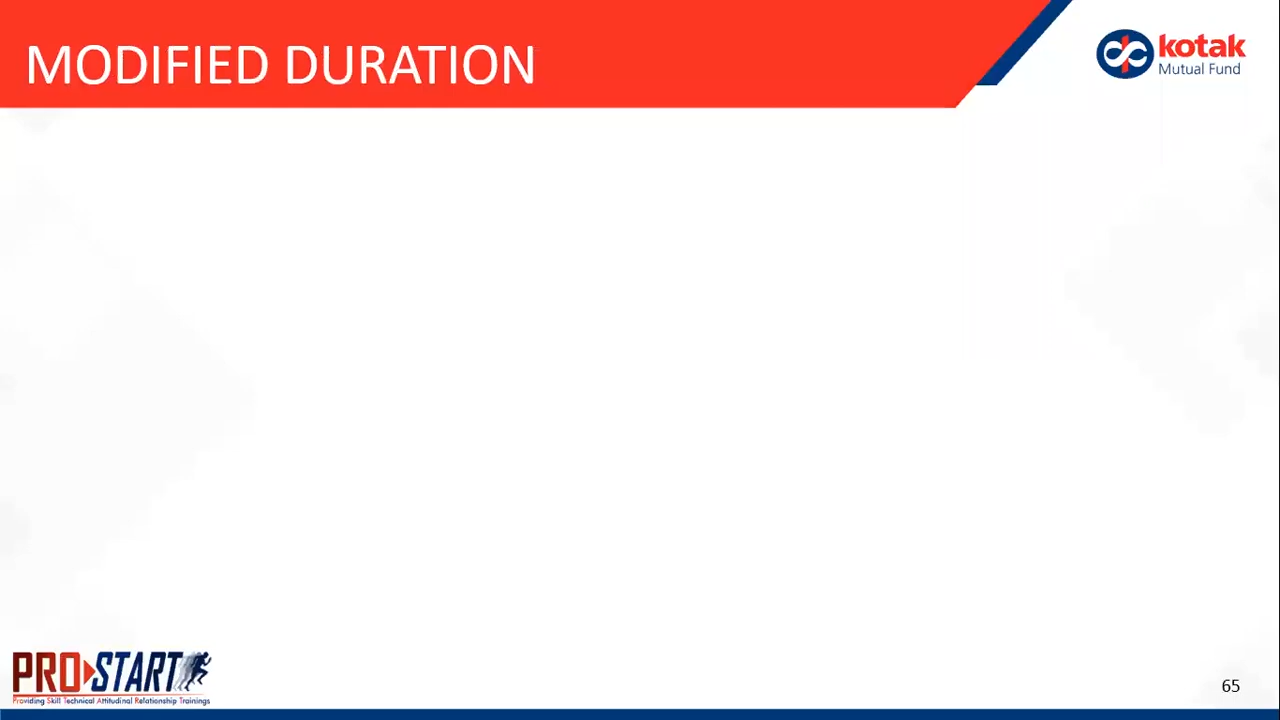 MODIFIED DURATION
kotak
Mutual Fund
PRO START
Providing Skill Technical Attitudinal Relationship Trainings
65